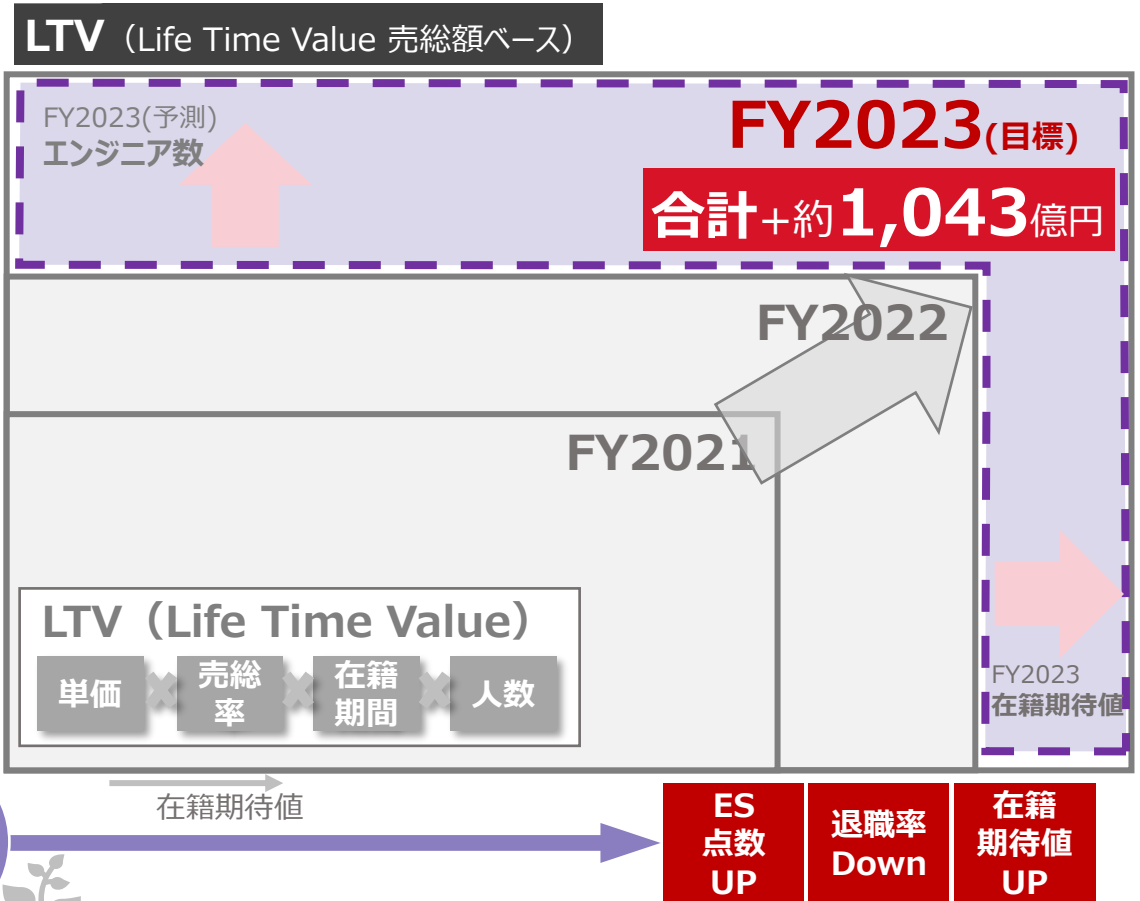 LTV（Life Time Value 売総額ベース）
FY2023(予測)
エンジニア数
FY2023(目標)
合計+約1,043億円
FY2022
FY2021
LTV（Life Time Value）
単価
売総
率
在籍
期間
人数
FY2023
在籍期待値
在籍期待値
ES
点数
UP
退職率
Down
在籍
期待値
UP